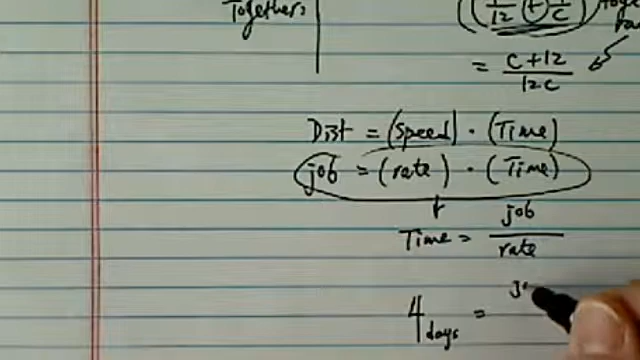 Together:
1/12 + 1/C
= C+12 / 12C
Dist = (speed) · (Time)
job = (rate) · (Time)
Time = job / rate
4 days =